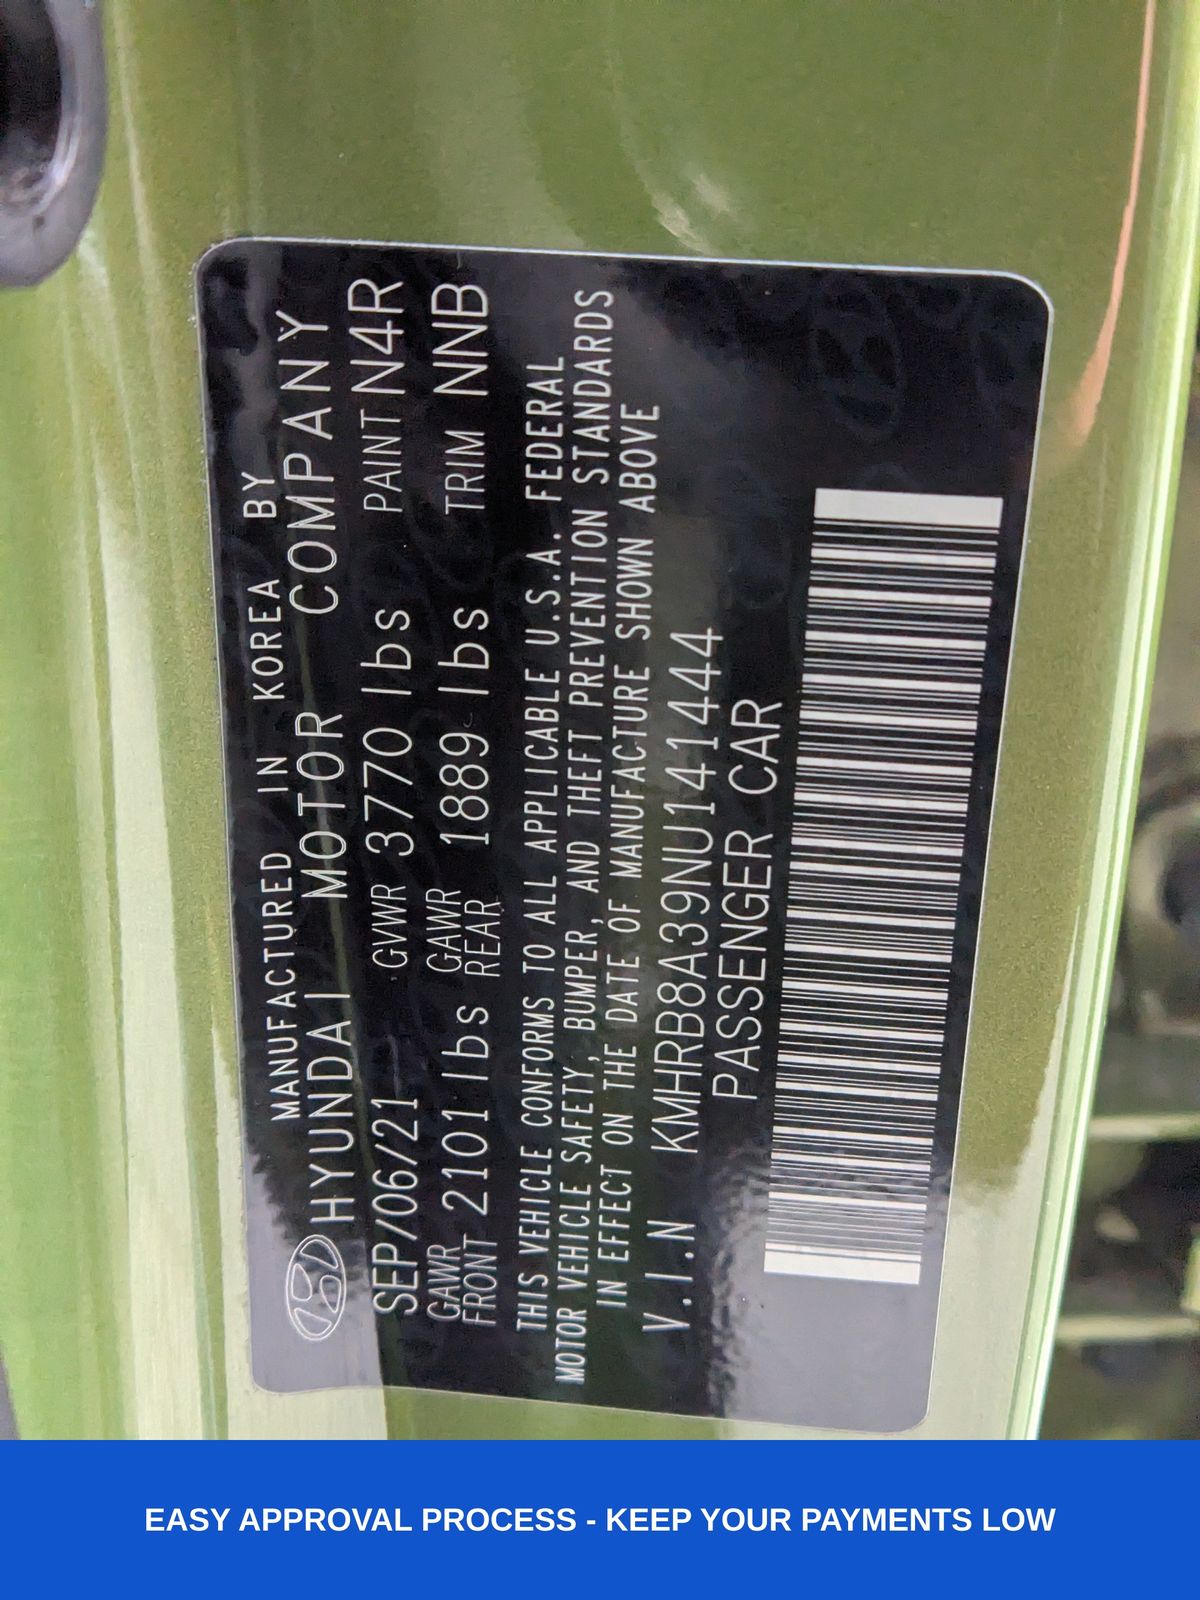 MANUFACTURED IN KOREA BY
HYUNDAI MOTOR COMPANY
SEP/06/21 GVWR 3770 lbs PAINT N4R
GAWR FRONT 2101 lbs GAWR REAR 1889 lbs TRIM NNB
THIS VEHICLE CONFORMS TO ALL APPLICABLE U.S.A. FEDERAL
MOTOR VEHICLE SAFETY, BUMPER, AND THEFT PREVENTION STANDARDS
IN EFFECT ON THE DATE OF MANUFACTURE SHOWN ABOVE
V.I.N KMHRB8A39NU141444
PASSENGER CAR
EASY APPROVAL PROCESS - KEEP YOUR PAYMENTS LOW